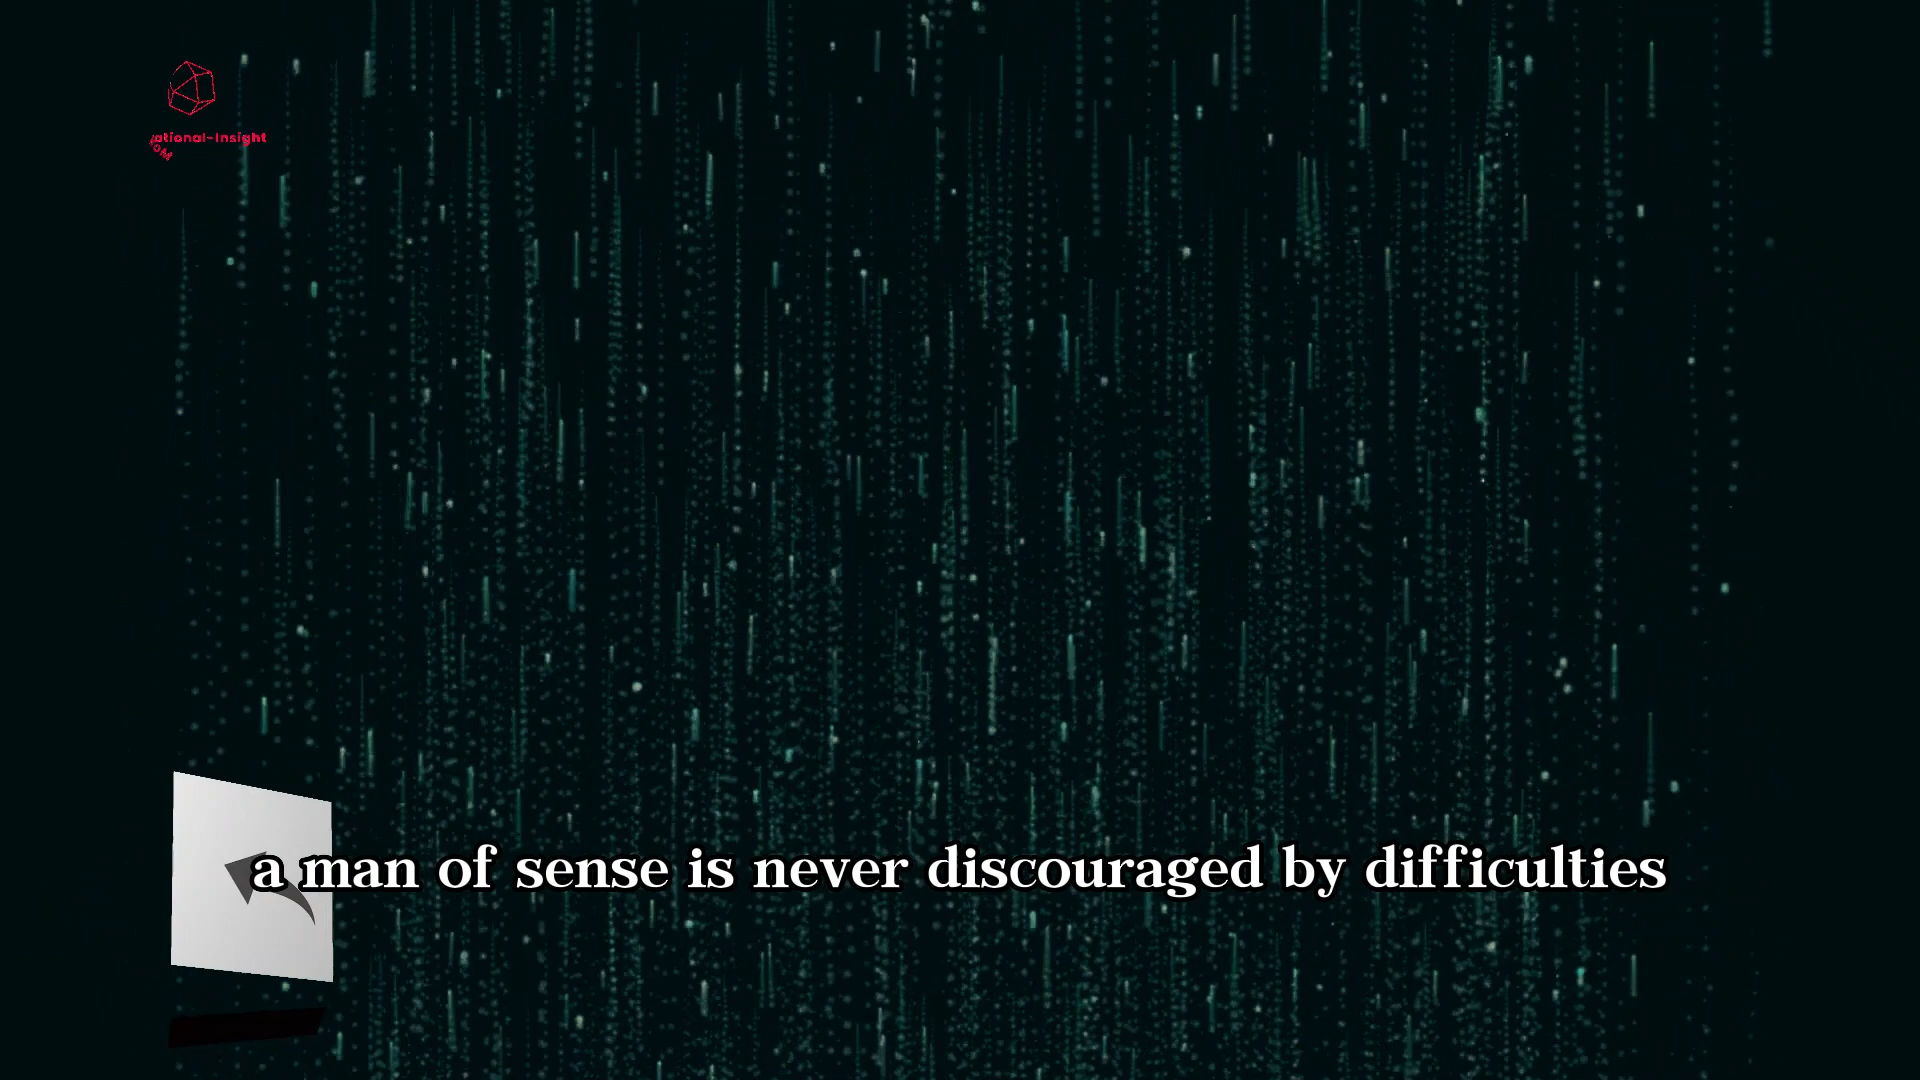 ational-Insight
a man of sense is never discouraged by difficulties